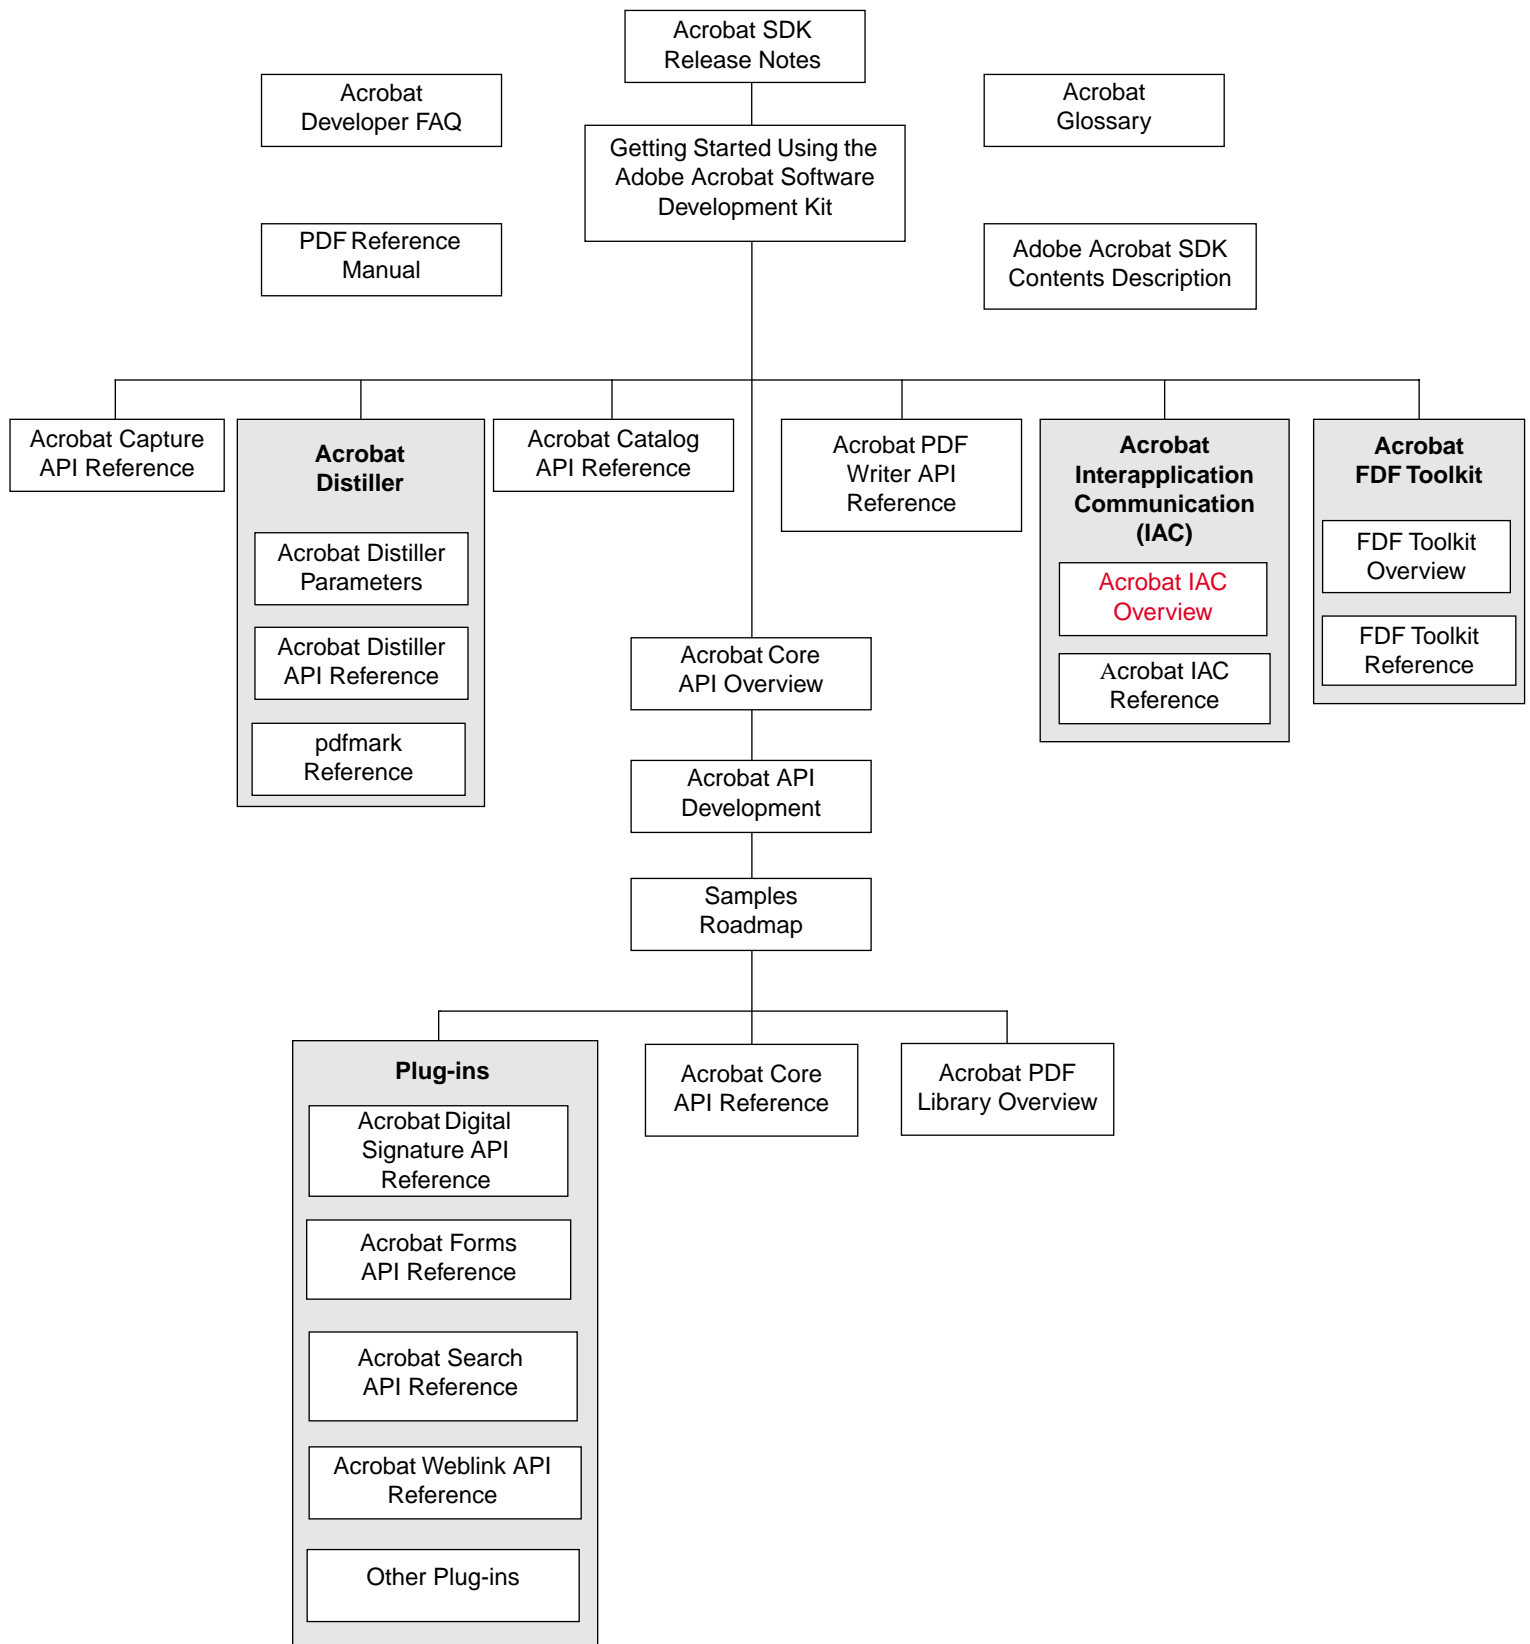 Acrobat SDK
Release Notes
Acrobat
Developer FAQ
Acrobat
Glossary
Getting Started Using the
Adobe Acrobat Software
Development Kit
PDF Reference
Manual
Adobe Acrobat SDK
Contents Description
Acrobat Capture
API Reference
Acrobat
Distiller
Acrobat Distiller
Parameters
Acrobat Distiller
API Reference
pdfmark
Reference
Acrobat Catalog
API Reference
Acrobat PDF
Writer API
Reference
Acrobat
Interapplication
Communication
(IAC)
Acrobat IAC
Overview
Acrobat IAC
Reference
Acrobat
FDF Toolkit
FDF Toolkit
Overview
FDF Toolkit
Reference
Acrobat Core
API Overview
Acrobat API
Development
Samples
Roadmap
Plug-ins
Acrobat Digital
Signature API
Reference
Acrobat Forms
API Reference
Acrobat Search
API Reference
Acrobat Weblink API
Reference
Other Plug-ins
Acrobat Core
API Reference
Acrobat PDF
Library Overview